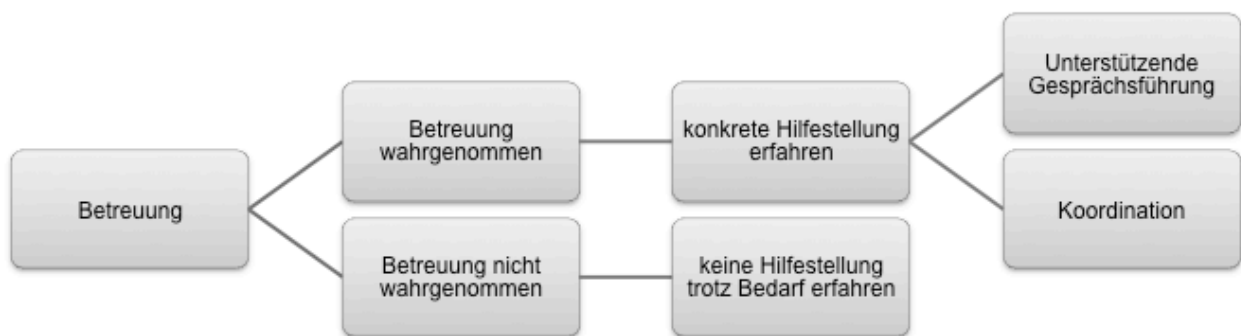 Betreuung
Betreuung
wahrgenommen
Betreuung nicht
wahrgenommen
konkrete Hilfestellung
erfahren
keine Hilfestellung
trotz Bedarf erfahren
Unterstützende
Gesprächsführung
Koordination